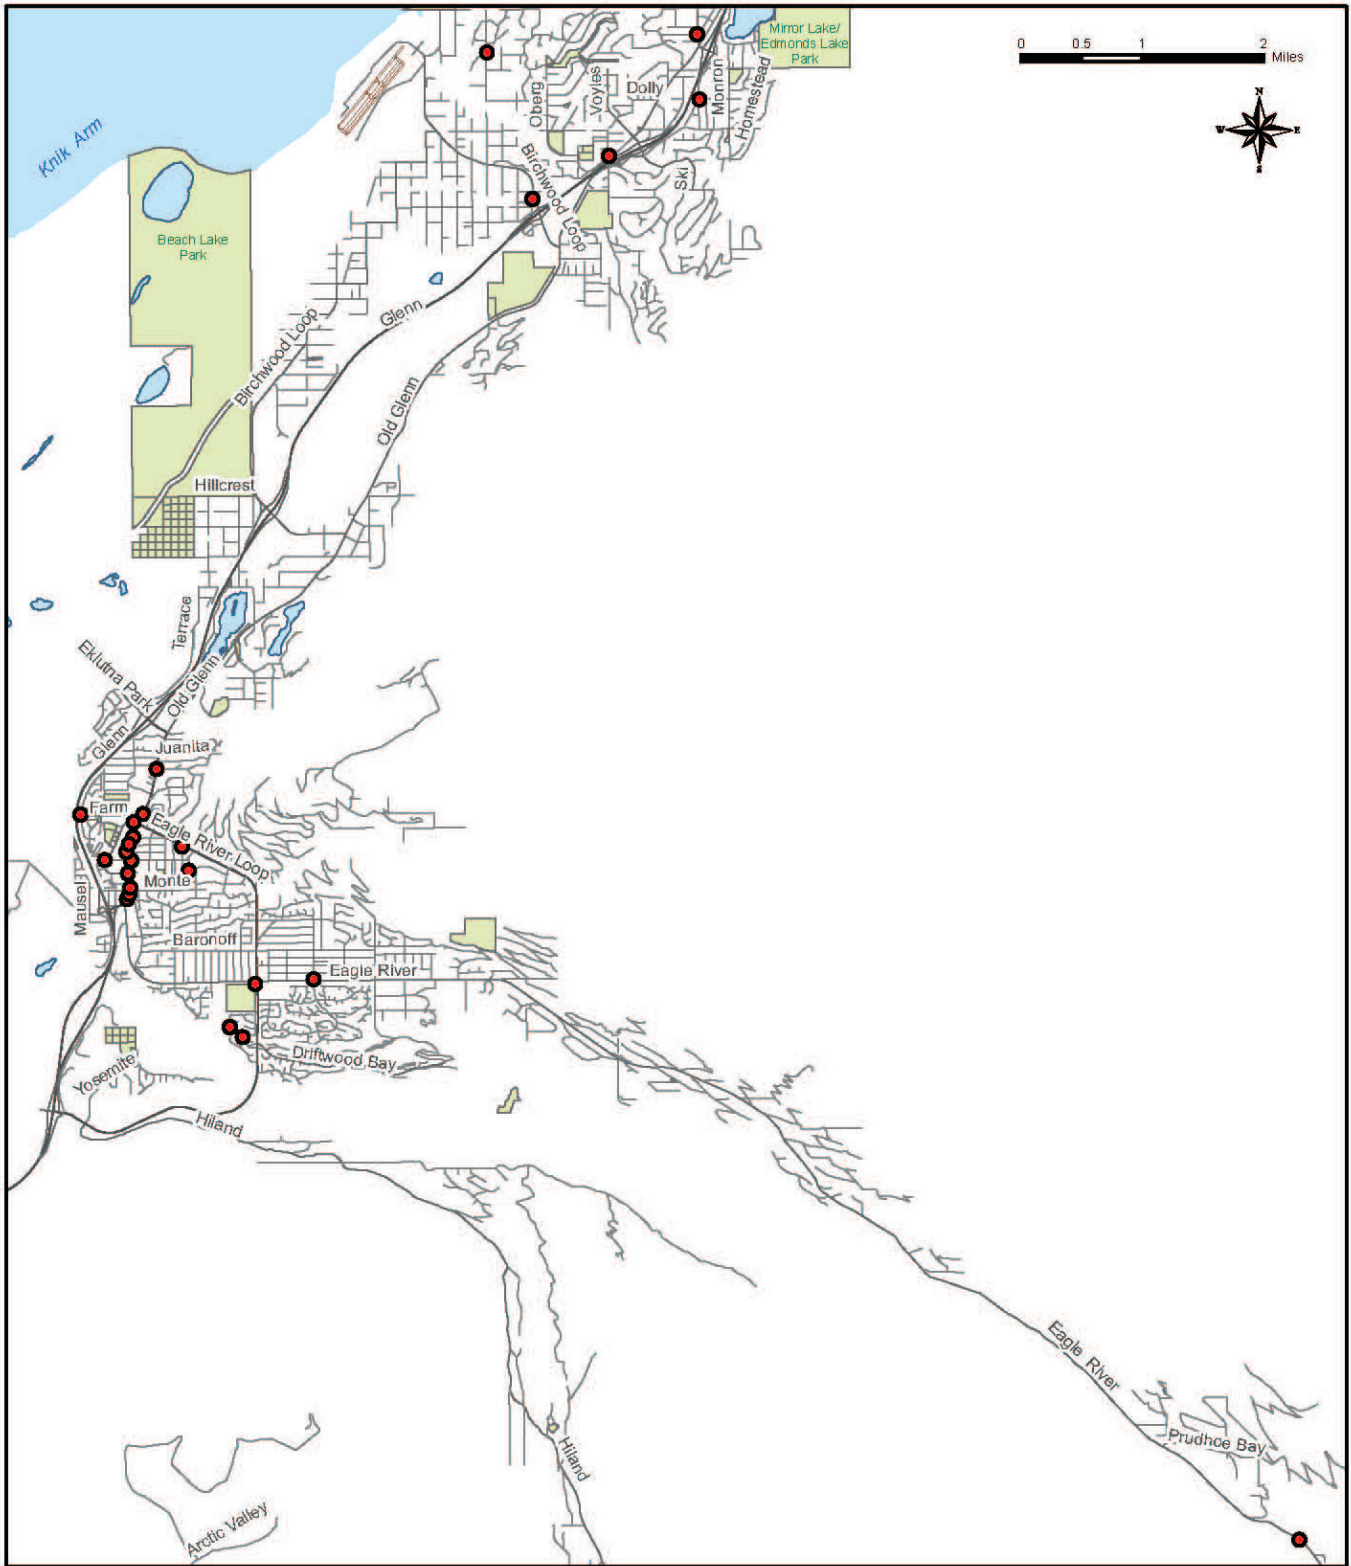 Mirror Lake/
Edmonds Lake
Park
0 0.5 1 2
Miles
N
W E
S
Knik Arm
Oberg
Voyles
Dolly
Monron
Homestead
Birchwood Loop
Ski
Beach Lake
Park
Birchwood Loop
Glenn
Old Glenn
Hillcrest
Terrace
Eklutna Park
Old Glenn
Glenn
Juanita
Farm
Eagle River Loop
Monte
Mausel
Baronoff
Eagle River
Driftwood Bay
Yosemite
Hiland
Eagle River
Prudhoe Bay
Hiland
Arctic Valley